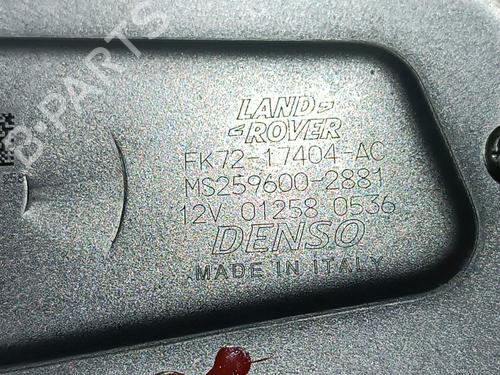 LAND
ROVER
FK72-17404-AC
MS259600-2881
12V 01258 0536
DENSO
MADE IN ITALY
B-PARTS